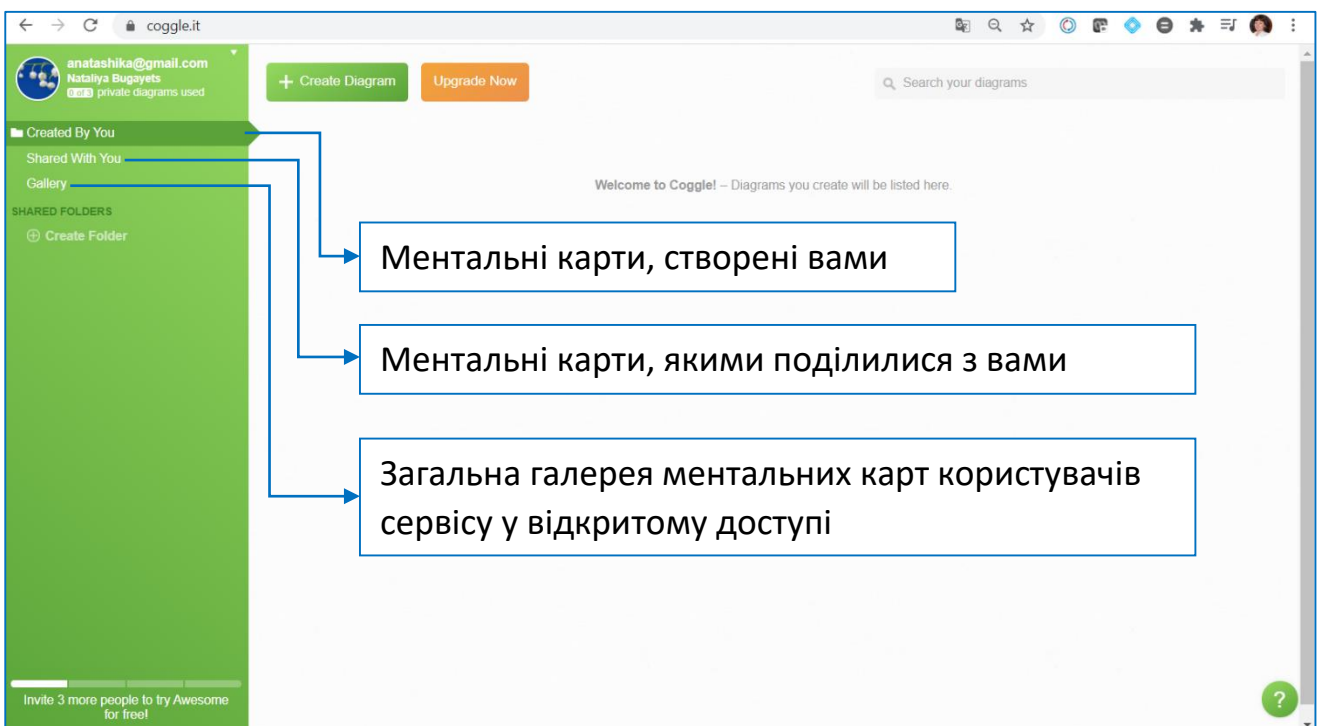 coggle.it
anatashika@gmail.com
Nataliya Bugayets
0 of 3 private diagrams used
+ Create Diagram
Upgrade Now
Search your diagrams
Created By You
Shared With You
Gallery
Welcome to Coggle! – Diagrams you create will be listed here.
SHARED FOLDERS
Create Folder
Ментальні карти, створені вами
Ментальні карти, якими поділилися з вами
Загальна галерея ментальних карт користувачів
сервісу у відкритому доступі
Invite 3 more people to try Awesome
for free!
?